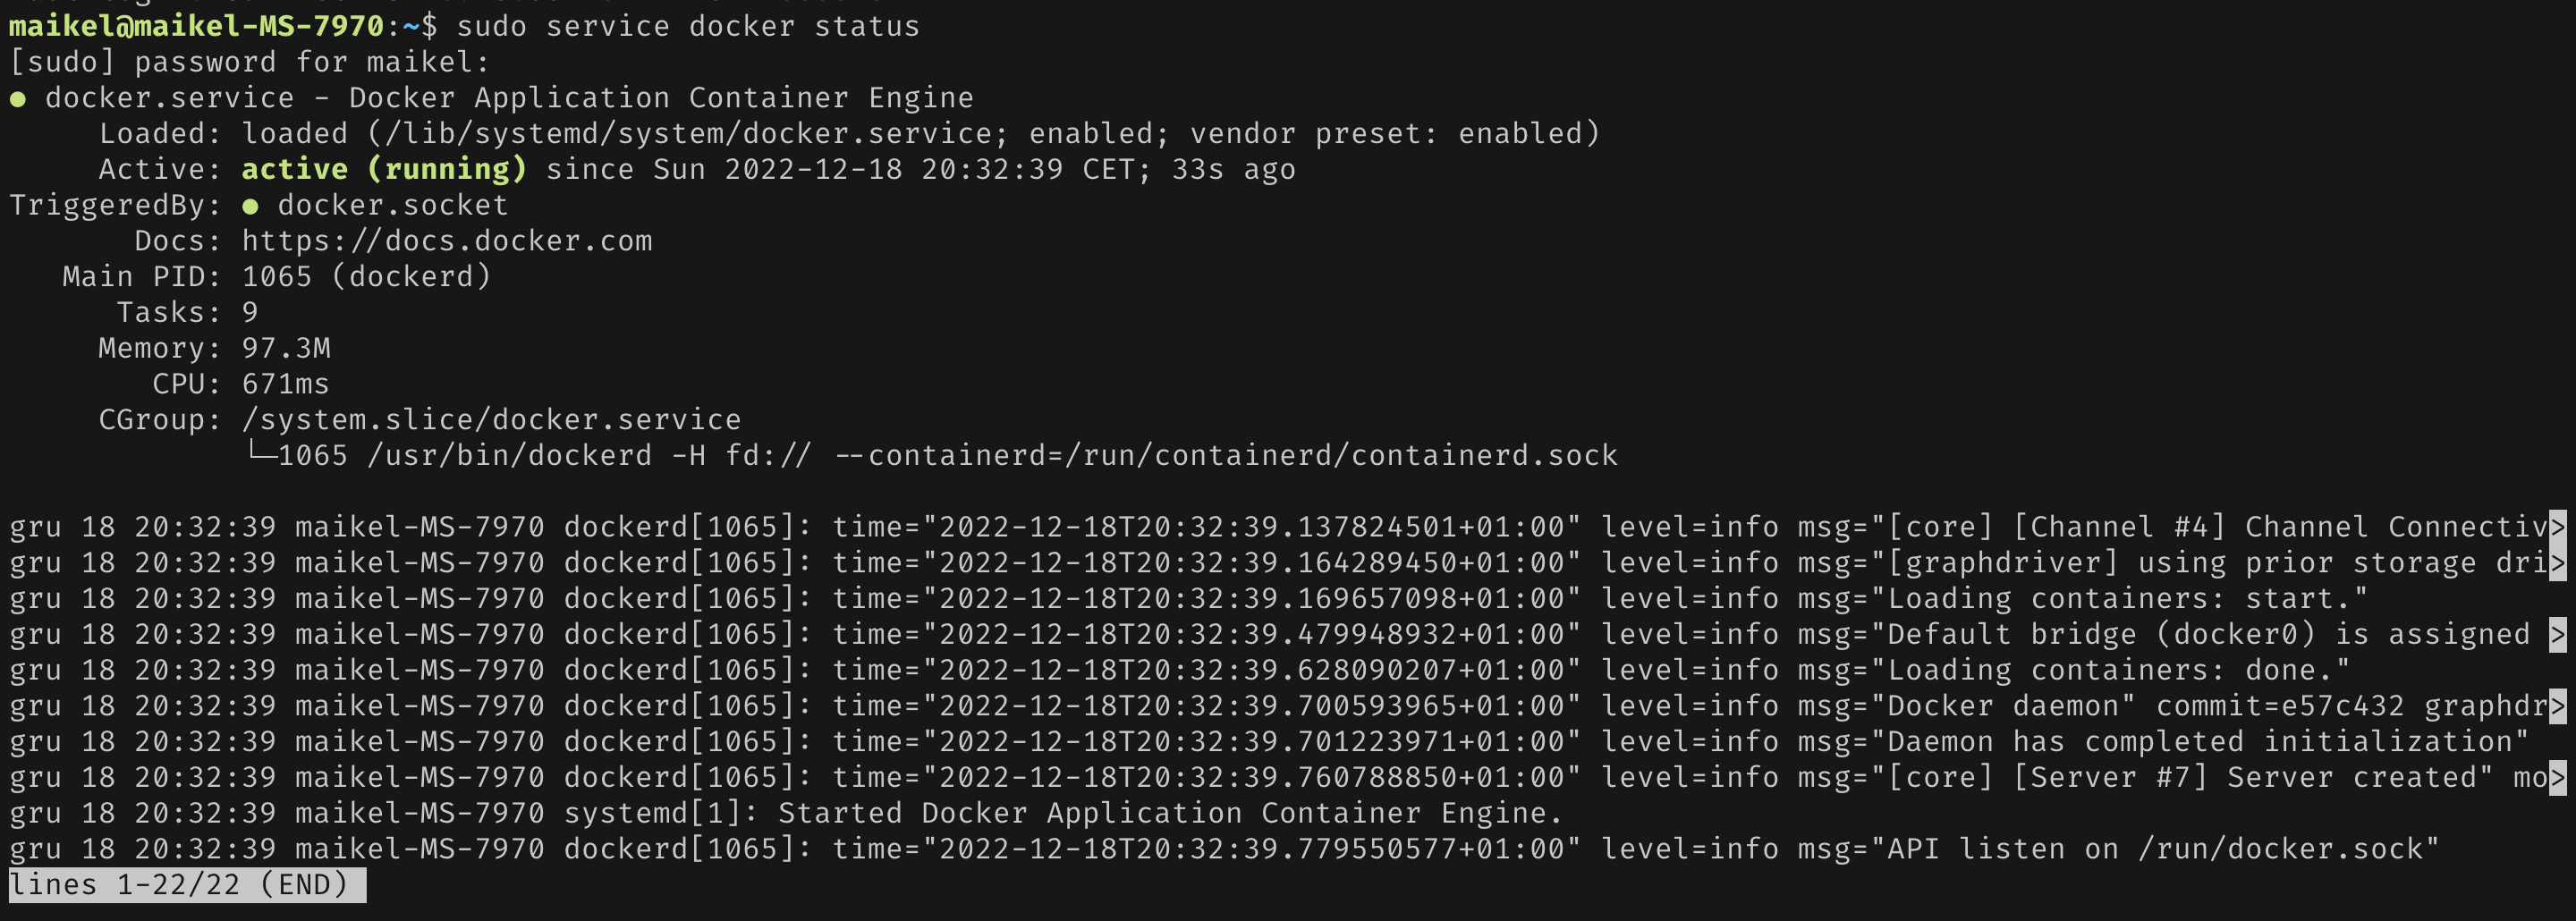 maikel@maikel-MS-7970:~$ sudo service docker status
[sudo] password for maikel:
● docker.service - Docker Application Container Engine
     Loaded: loaded (/lib/systemd/system/docker.service; enabled; vendor preset: enabled)
     Active: active (running) since Sun 2022-12-18 20:32:39 CET; 33s ago
TriggeredBy: ● docker.socket
       Docs: https://docs.docker.com
   Main PID: 1065 (dockerd)
      Tasks: 9
     Memory: 97.3M
        CPU: 671ms
     CGroup: /system.slice/docker.service
             └─1065 /usr/bin/dockerd -H fd:// --containerd=/run/containerd/containerd.sock

gru 18 20:32:39 maikel-MS-7970 dockerd[1065]: time="2022-12-18T20:32:39.137824501+01:00" level=info msg="[core] [Channel #4] Channel Connectiv>
gru 18 20:32:39 maikel-MS-7970 dockerd[1065]: time="2022-12-18T20:32:39.164289450+01:00" level=info msg="[graphdriver] using prior storage dri>
gru 18 20:32:39 maikel-MS-7970 dockerd[1065]: time="2022-12-18T20:32:39.169657098+01:00" level=info msg="Loading containers: start."
gru 18 20:32:39 maikel-MS-7970 dockerd[1065]: time="2022-12-18T20:32:39.479948932+01:00" level=info msg="Default bridge (docker0) is assigned >
gru 18 20:32:39 maikel-MS-7970 dockerd[1065]: time="2022-12-18T20:32:39.628090207+01:00" level=info msg="Loading containers: done."
gru 18 20:32:39 maikel-MS-7970 dockerd[1065]: time="2022-12-18T20:32:39.700593965+01:00" level=info msg="Docker daemon" commit=e57c432 graphdr>
gru 18 20:32:39 maikel-MS-7970 dockerd[1065]: time="2022-12-18T20:32:39.701223971+01:00" level=info msg="Daemon has completed initialization"
gru 18 20:32:39 maikel-MS-7970 dockerd[1065]: time="2022-12-18T20:32:39.760788850+01:00" level=info msg="[core] [Server #7] Server created" mo>
gru 18 20:32:39 maikel-MS-7970 systemd[1]: Started Docker Application Container Engine.
gru 18 20:32:39 maikel-MS-7970 dockerd[1065]: time="2022-12-18T20:32:39.779550577+01:00" level=info msg="API listen on /run/docker.sock"
lines 1-22/22 (END)